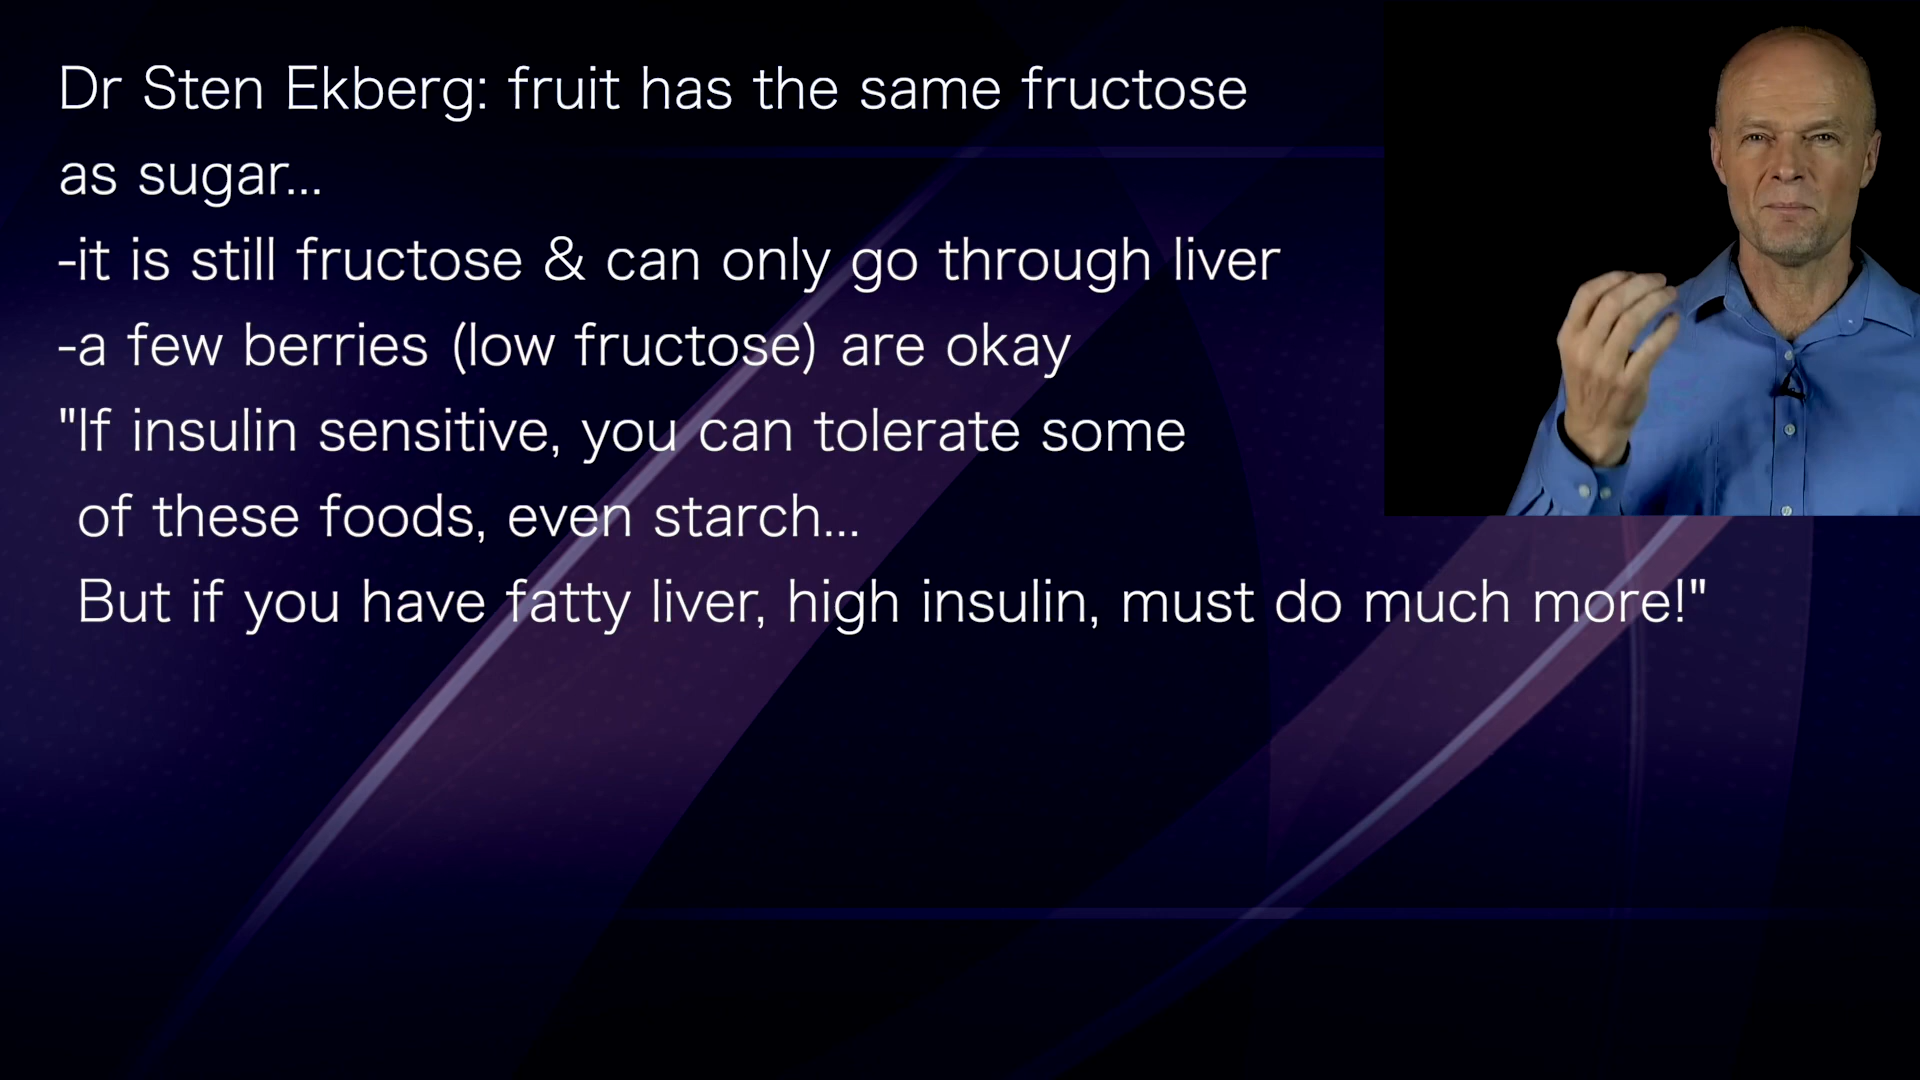 Dr Sten Ekberg: fruit has the same fructose
as sugar...
-it is still fructose & can only go through liver
-a few berries (low fructose) are okay
"If insulin sensitive, you can tolerate some
of these foods, even starch...
But if you have fatty liver, high insulin, must do much more!"